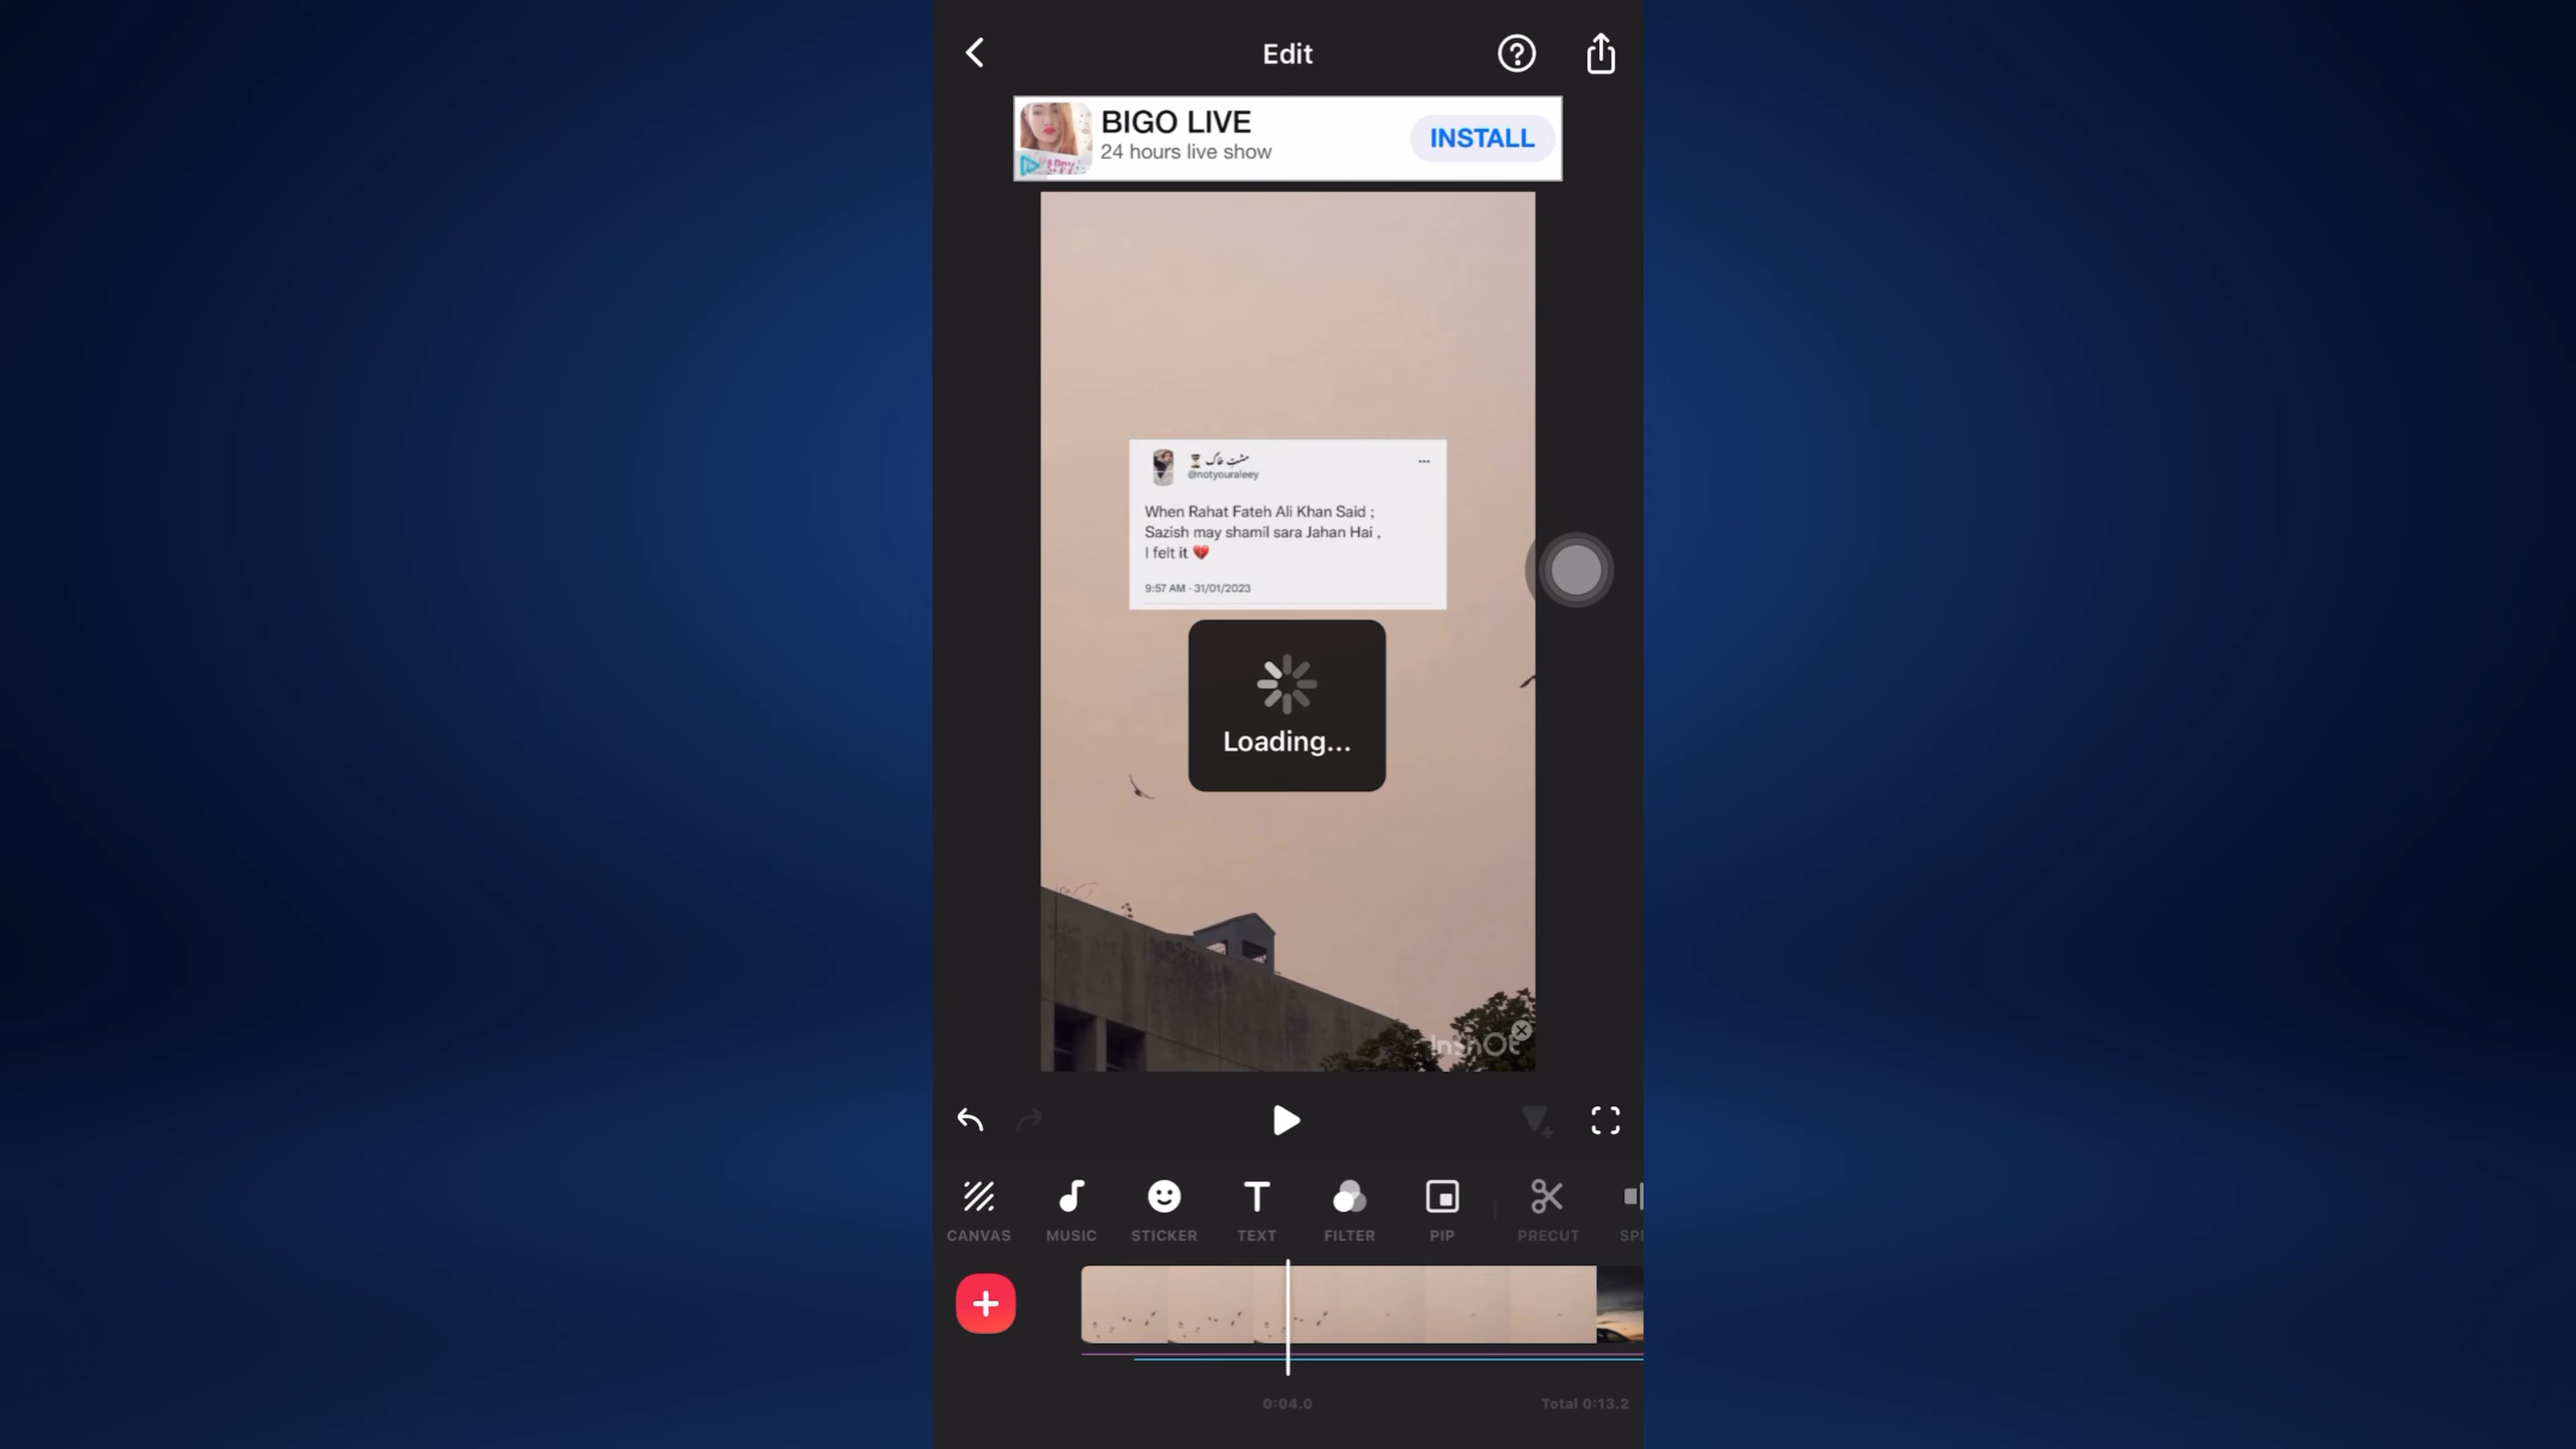 Edit
BIGO LIVE
24 hours live show
INSTALL
مشتِ خاک ⏳
@notyouraleey
When Rahat Fateh Ali Khan Said ;
Sazish may shamil sara Jahan Hai ,
I felt it 💔
9:57 AM · 31/01/2023
Loading...
InShOt
CANVAS
MUSIC
STICKER
TEXT
FILTER
PIP
PRECUT
0:04.0
Total 0:13.2